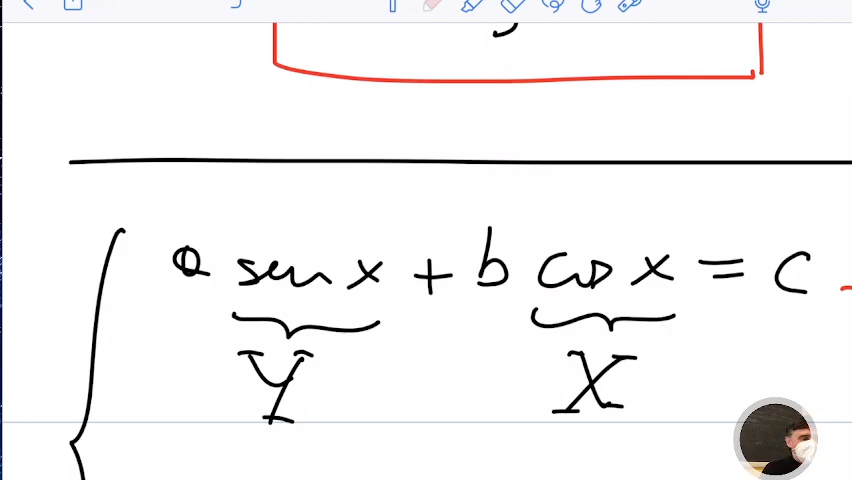 a sen x + b cos x = c
Y X